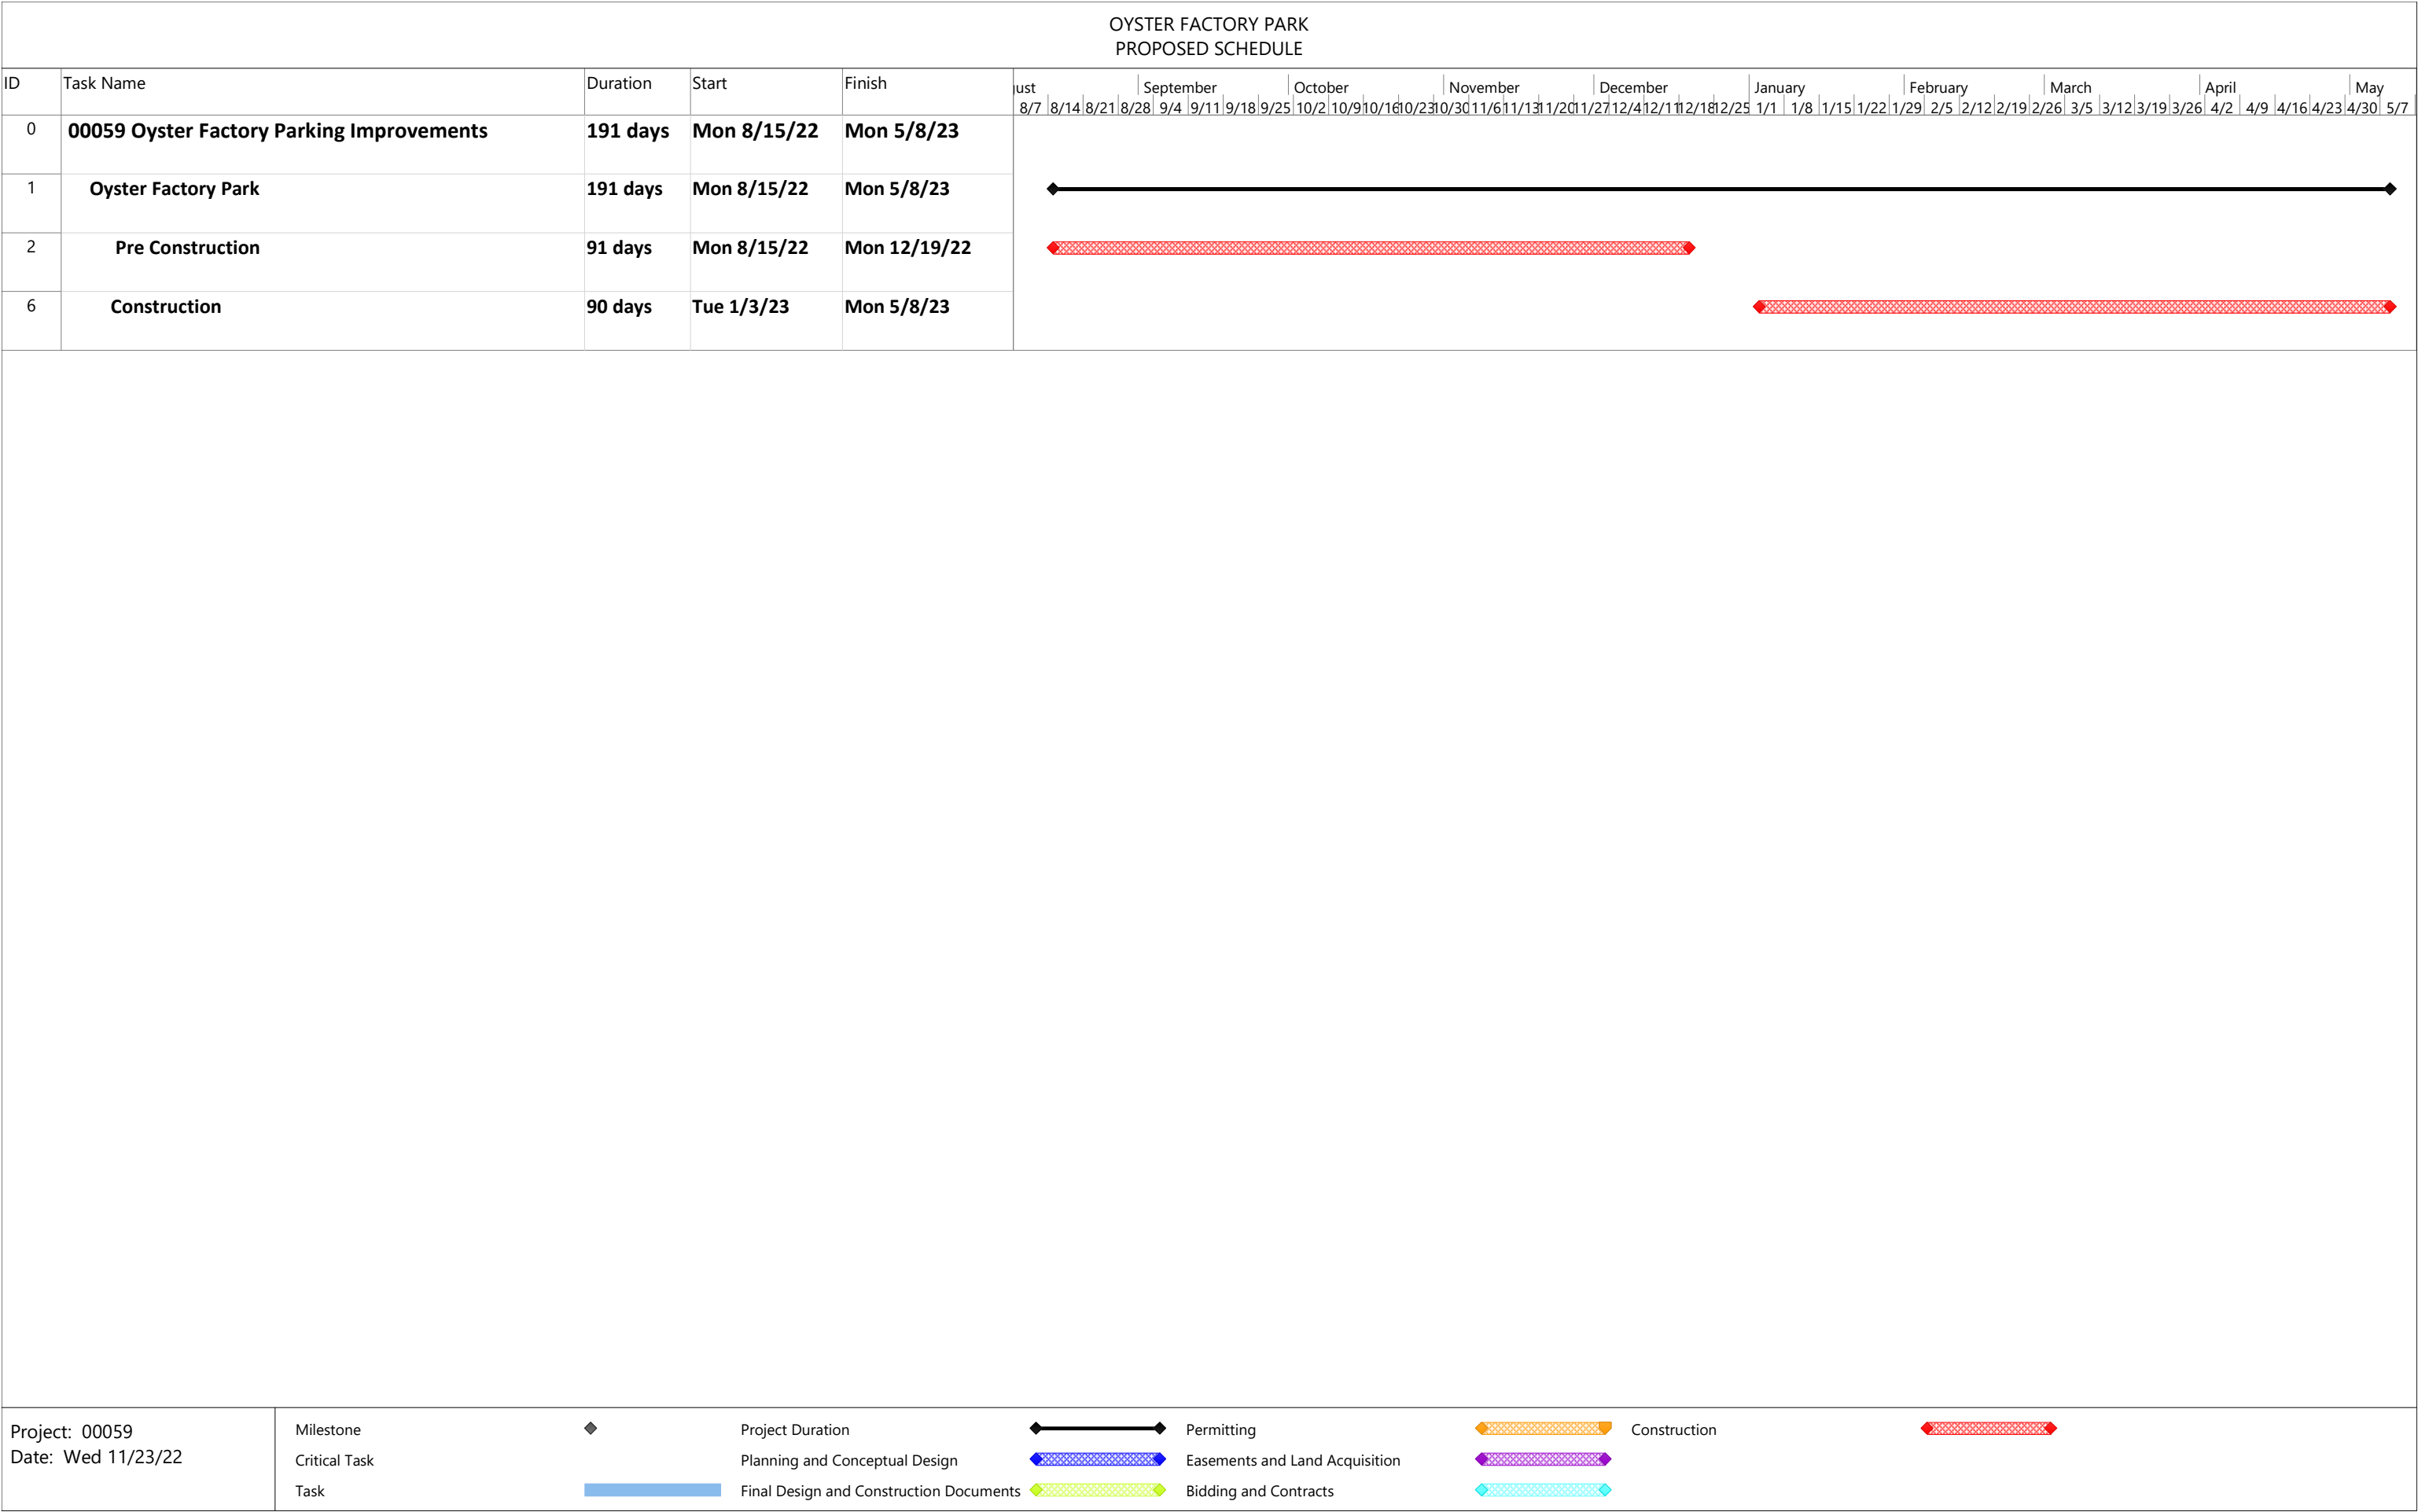 OYSTER FACTORY PARK
PROPOSED SCHEDULE
ID Task Name Duration Start Finish
ust September October November December January February March April May
8/7 8/14 8/21 8/28 9/4 9/11 9/18 9/25 10/2 10/9 10/16 10/23 10/30 11/6 11/13 11/20 11/27 12/4 12/11 12/18 12/25 1/1 1/8 1/15 1/22 1/29 2/5 2/12 2/19 2/26 3/5 3/12 3/19 3/26 4/2 4/9 4/16 4/23 4/30 5/7
0 00059 Oyster Factory Parking Improvements 191 days Mon 8/15/22 Mon 5/8/23
1 Oyster Factory Park 191 days Mon 8/15/22 Mon 5/8/23
2 Pre Construction 91 days Mon 8/15/22 Mon 12/19/22
6 Construction 90 days Tue 1/3/23 Mon 5/8/23
Project: 00059
Date: Wed 11/23/22
Milestone Project Duration Permitting Construction
Critical Task Planning and Conceptual Design Easements and Land Acquisition
Task Final Design and Construction Documents Bidding and Contracts